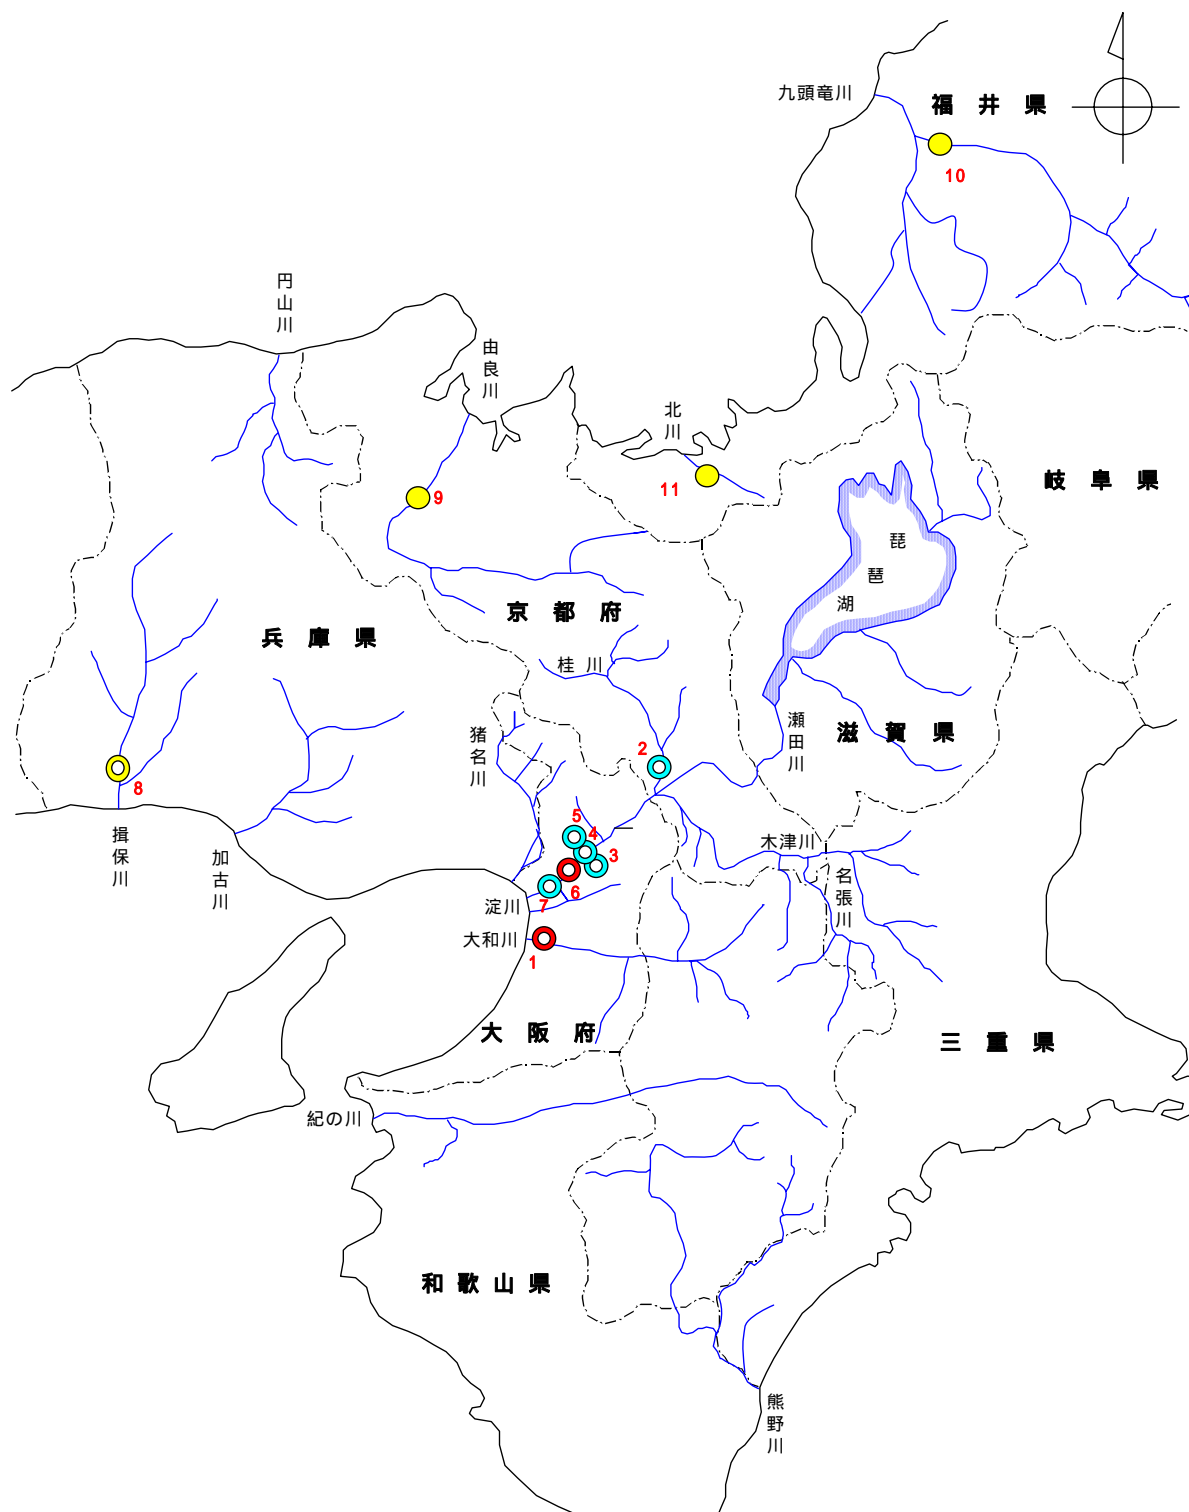 九頭竜川
福井県
10
円山川
由良川
北川
11
9
岐阜県
琵琶湖
京都府
兵庫県
桂川
猪名川
2
瀬田川
滋賀県
8
揖保川
加古川
5
4
3
6
7
淀川
木津川
名張川
大和川
1
大阪府
三重県
紀の川
和歌山県
熊野川